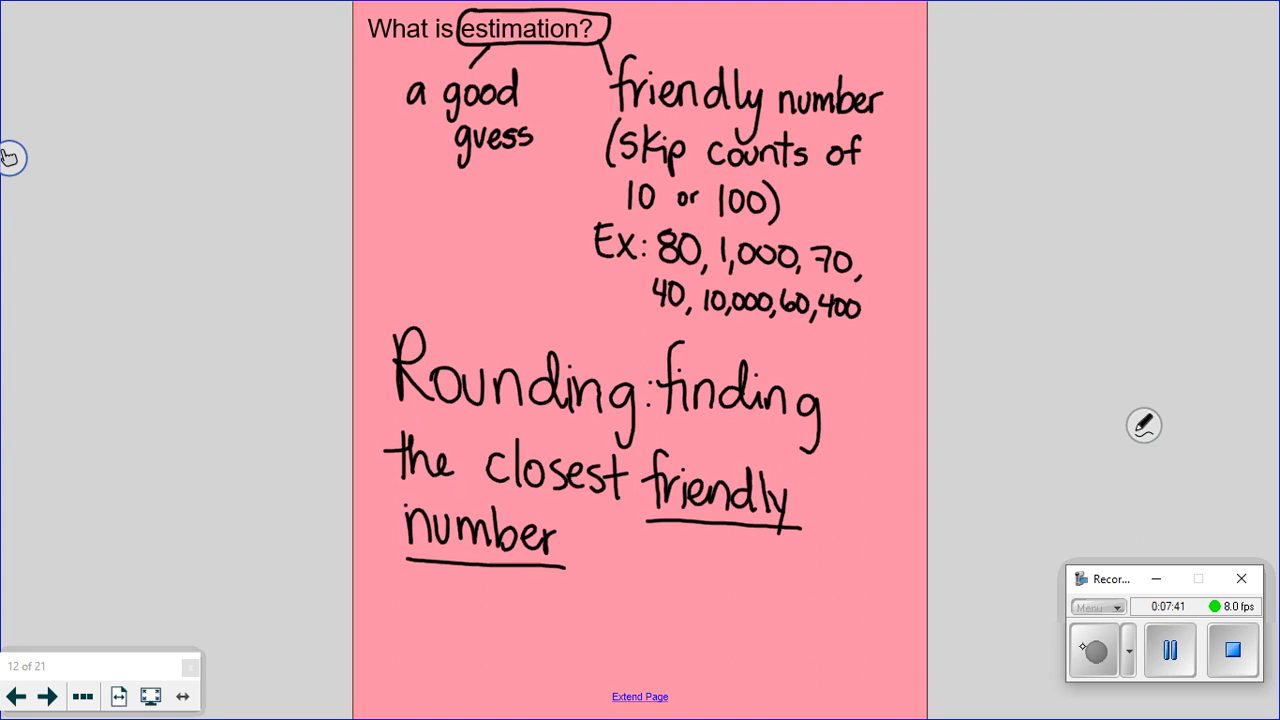 What is estimation?
a good
guess
friendly number
(skip counts of
10 or 100)
Ex: 80, 1,000, 70,
40, 10,000, 60, 400
Rounding: finding
the closest friendly
number
Extend Page
12 of 21
x
Recor...
Menu
0:07:41
8.0 fps